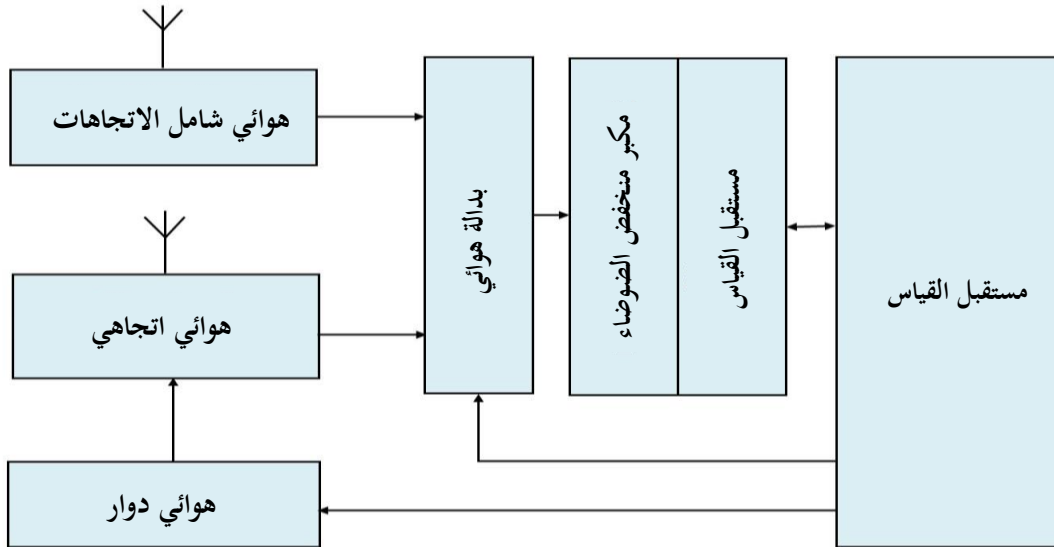 هوائي شامل الاتجاهات
هوائي اتجاهي
هوائي دوار
بدالة هوائي
مكبر منخفض الضوضاء
مستقبل القياس
مستقبل القياس